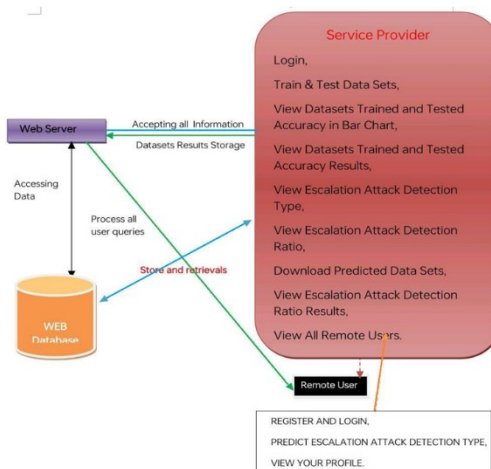 Service Provider
Login,
Train & Test Data Sets,
View Datasets Trained and Tested
Accuracy in Bar Chart,
View Datasets Trained and Tested
Accuracy Results,
View Escalation Attack Detection
Type,
View Escalation Attack Detection
Ratio,
Download Predicted Data Sets,
View Escalation Attack Detection
Ratio Results,
View All Remote Users.
Web Server
Accepting all Information
Datasets Results Storage
Accessing
Data
Process all
user queries
Store and retrievals
WEB
Database
Remote User
REGISTER AND LOGIN,
PREDICT ESCALATION ATTACK DETECTION TYPE,
VIEW YOUR PROFILE.